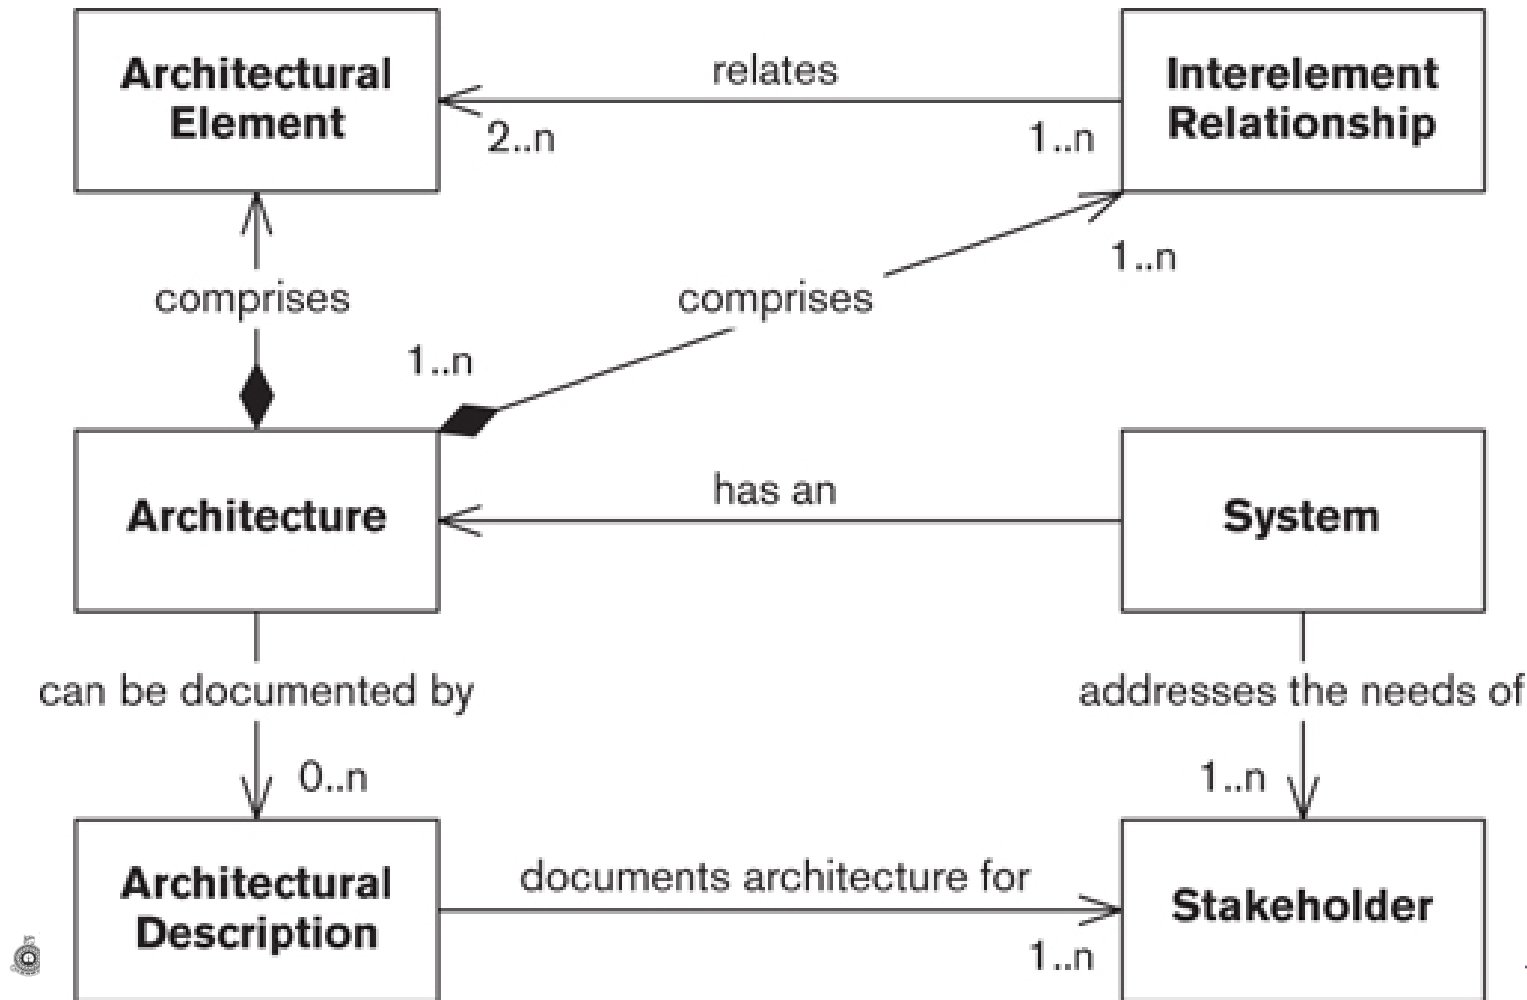 Architectural
Element
relates
2..n
1..n
Interelement
Relationship
comprises
comprises
1..n
1..n
Architecture
has an
System
can be documented by
0..n
addresses the needs of
1..n
Architectural
Description
documents architecture for
1..n
Stakeholder